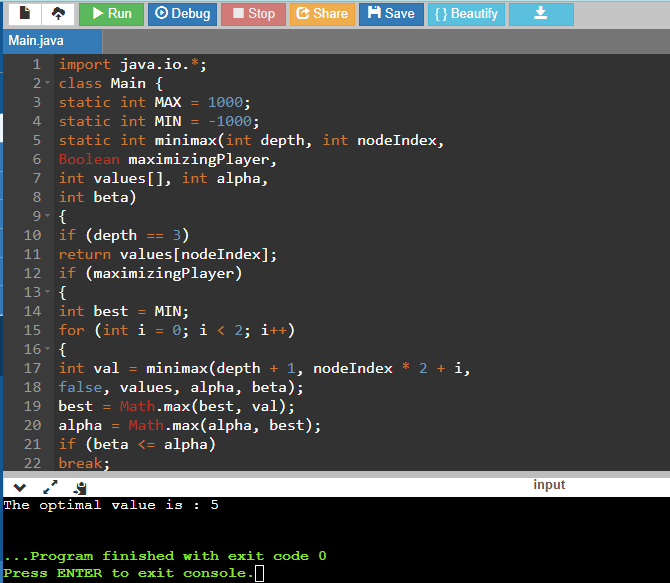 Run Debug Stop Share Save { } Beautify
Main.java
1 import java.io.*;
2 class Main {
3 static int MAX = 1000;
4 static int MIN = -1000;
5 static int minimax(int depth, int nodeIndex,
6 Boolean maximizingPlayer,
7 int values[], int alpha,
8 int beta)
9 {
10 if (depth == 3)
11 return values[nodeIndex];
12 if (maximizingPlayer)
13 {
14 int best = MIN;
15 for (int i = 0; i < 2; i++)
16 {
17 int val = minimax(depth + 1, nodeIndex * 2 + i,
18 false, values, alpha, beta);
19 best = Math.max(best, val);
20 alpha = Math.max(alpha, best);
21 if (beta <= alpha)
22 break;
input
The optimal value is : 5
...Program finished with exit code 0
Press ENTER to exit console.